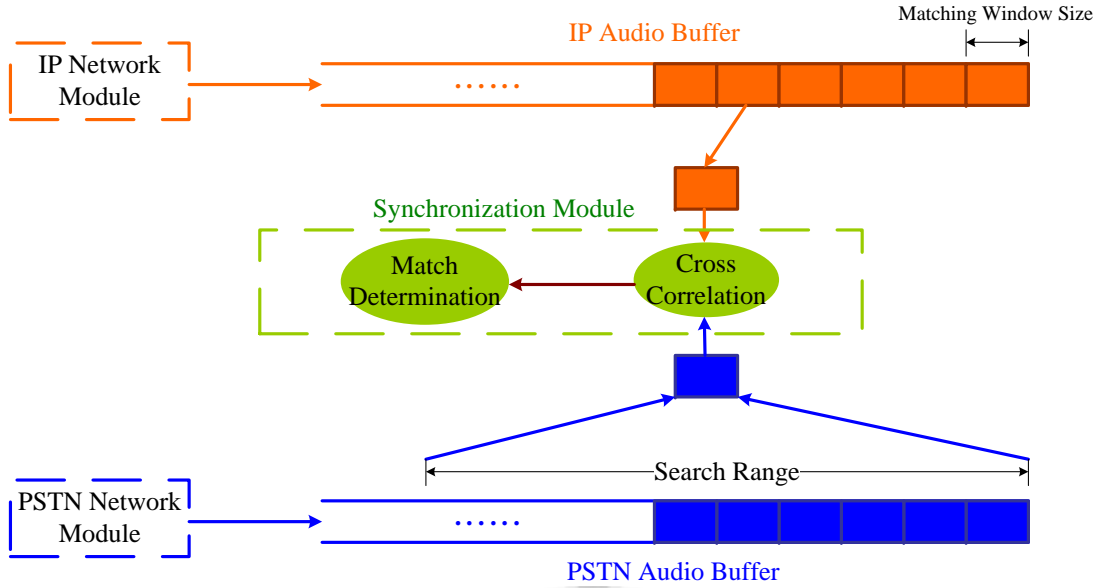 Matching Window Size
IP Audio Buffer
IP Network
Module
......
Synchronization Module
Match
Determination
Cross
Correlation
Search Range
PSTN Network
Module
......
PSTN Audio Buffer